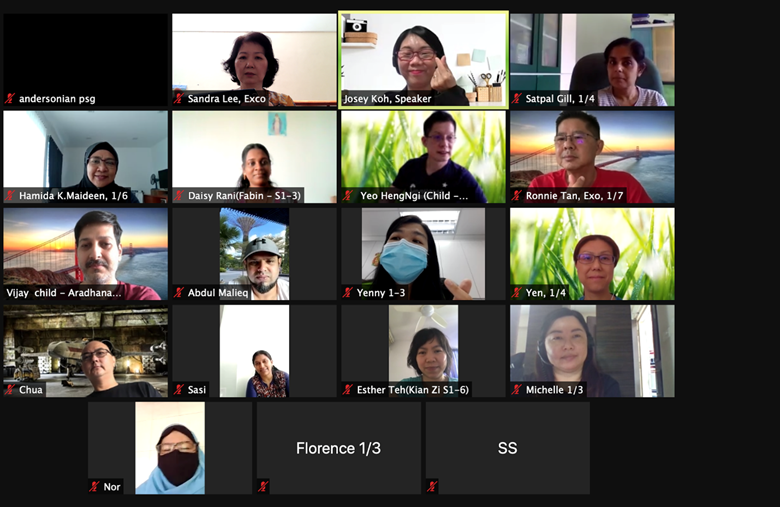 andersonian psg
Sandra Lee, Exco
Josey Koh, Speaker
Satpal Gill, 1/4
Hamida K.Maideen, 1/6
Daisy Rani(Fabin - S1-3)
Yeo HengNgi (Child -...
Ronnie Tan, Exo, 1/7
Vijay child - Aradhana...
Abdul Malieq
Yenny 1-3
Yen, 1/4
Chua
Sasi
Esther Teh(Kian Zi S1-6)
Michelle 1/3
Nor
Florence 1/3
SS